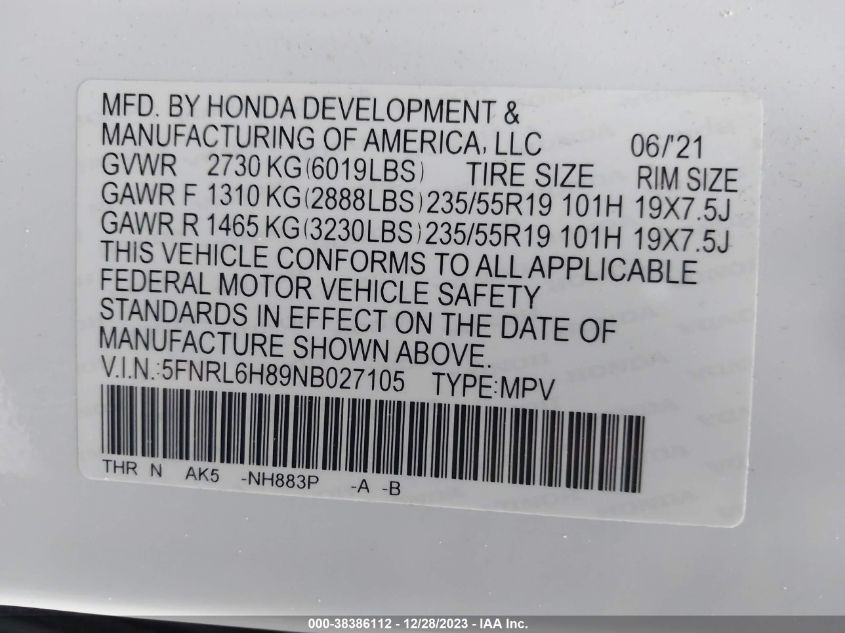 MFD. BY HONDA DEVELOPMENT &
MANUFACTURING OF AMERICA, LLC 06/'21
GVWR 2730 KG(6019LBS) TIRE SIZE RIM SIZE
GAWR F 1310 KG(2888LBS) 235/55R19 101H 19X7.5J
GAWR R 1465 KG(3230LBS) 235/55R19 101H 19X7.5J
THIS VEHICLE CONFORMS TO ALL APPLICABLE
FEDERAL MOTOR VEHICLE SAFETY
STANDARDS IN EFFECT ON THE DATE OF
MANUFACTURE SHOWN ABOVE.
V.I.N.:5FNRL6H89NB027105 TYPE:MPV
THR N AK5 -NH883P -A -B
000-38386112 - 12/28/2023 - IAA Inc.